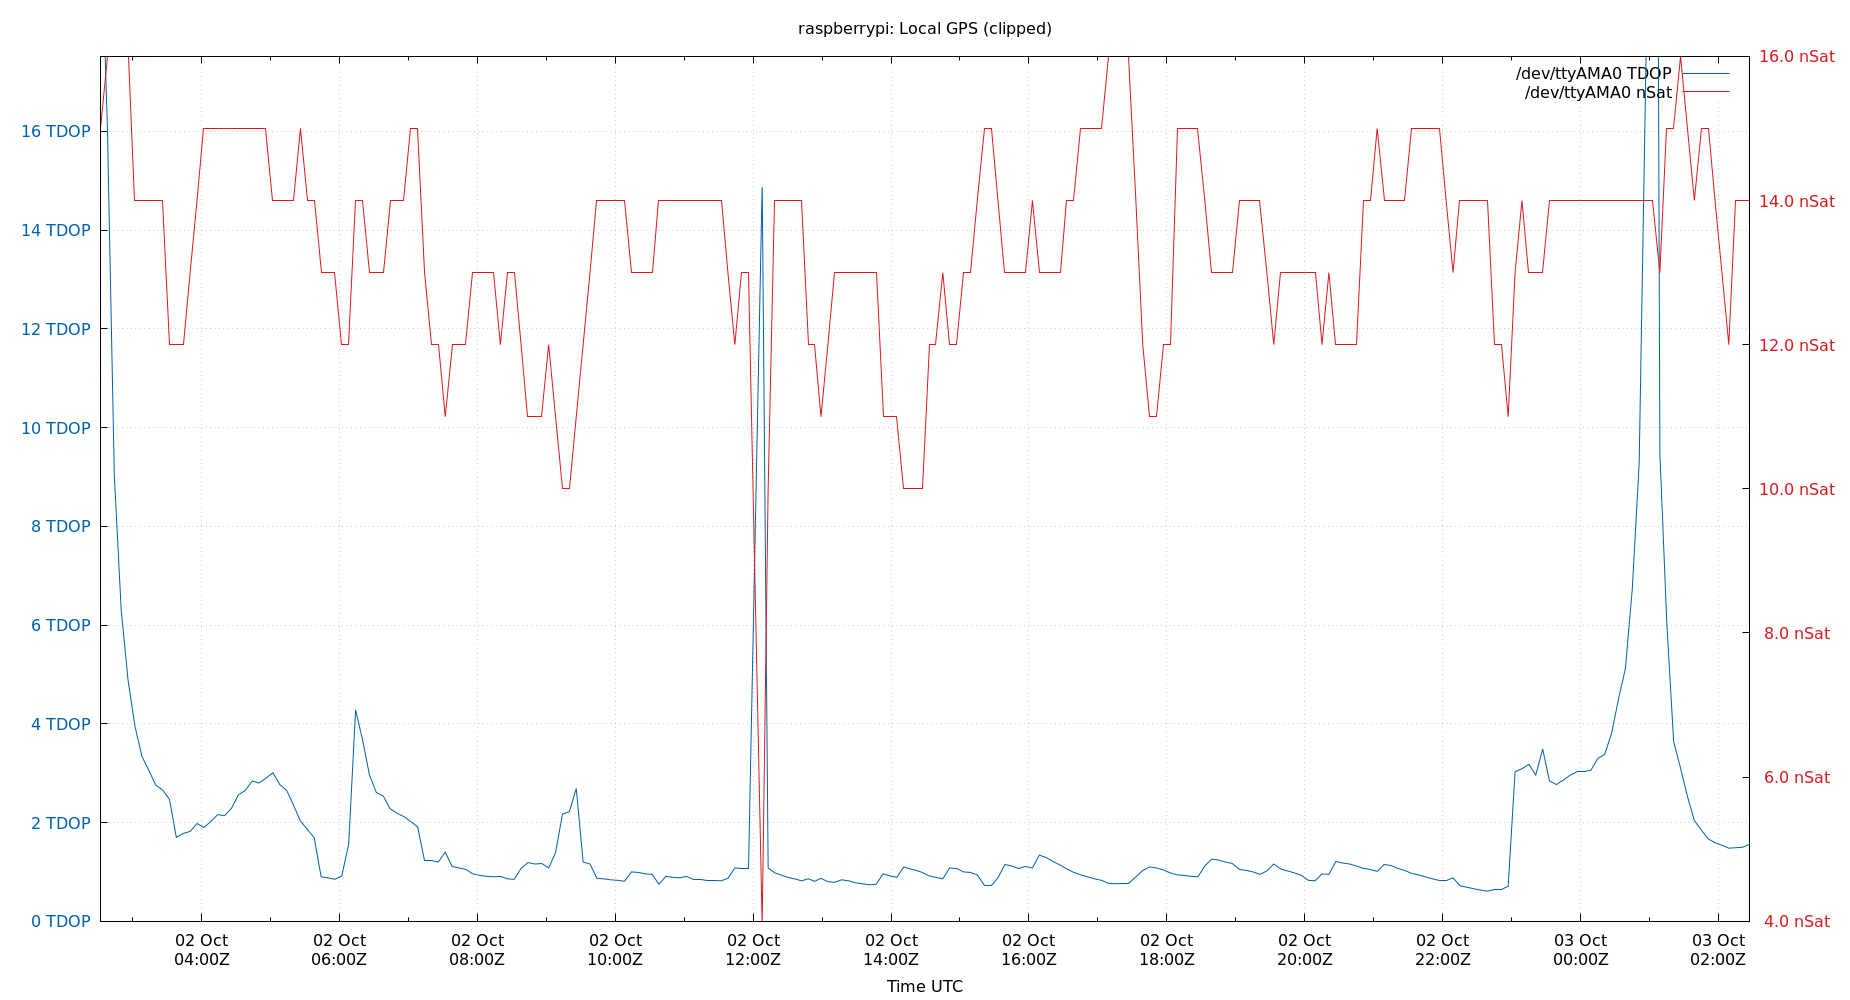 raspberrypi: Local GPS (clipped)
16.0 nSat
/dev/ttyAMA0 TDOP
/dev/ttyAMA0 nSat
16 TDOP
14.0 nSat
14 TDOP
12 TDOP
12.0 nSat
10 TDOP
10.0 nSat
8 TDOP
6 TDOP
8.0 nSat
4 TDOP
6.0 nSat
2 TDOP
0 TDOP
4.0 nSat
02 Oct 02 Oct 02 Oct 02 Oct 02 Oct 02 Oct 02 Oct 02 Oct 02 Oct 02 Oct 03 Oct 03 Oct
04:00Z 06:00Z 08:00Z 10:00Z 12:00Z 14:00Z 16:00Z 18:00Z 20:00Z 22:00Z 00:00Z 02:00Z
Time UTC